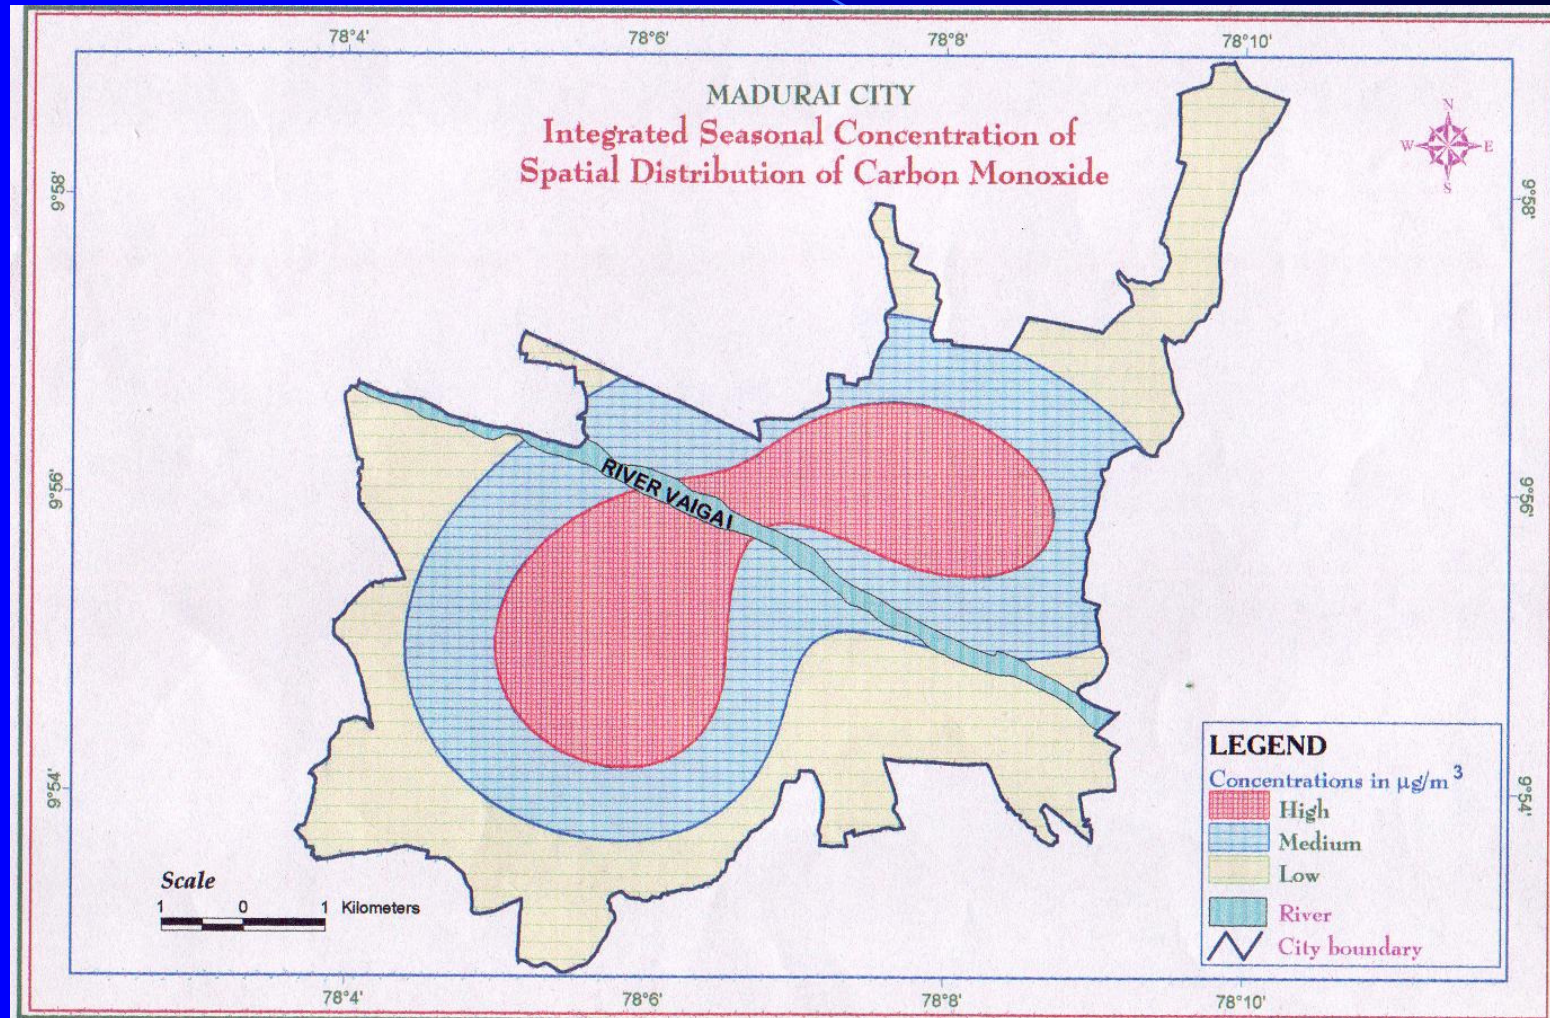 78°4' 78°6' 78°8' 78°10'
MADURAI CITY
Integrated Seasonal Concentration of
Spatial Distribution of Carbon Monoxide
N
W E
S
9°58' 9°58'
9°56' 9°56'
RIVER VAIGAI
9°54' 9°54'
LEGEND
Concentrations in µg/m³
High
Medium
Low
River
City boundary
Scale
1 0 1 Kilometers
78°4' 78°6' 78°8' 78°10'